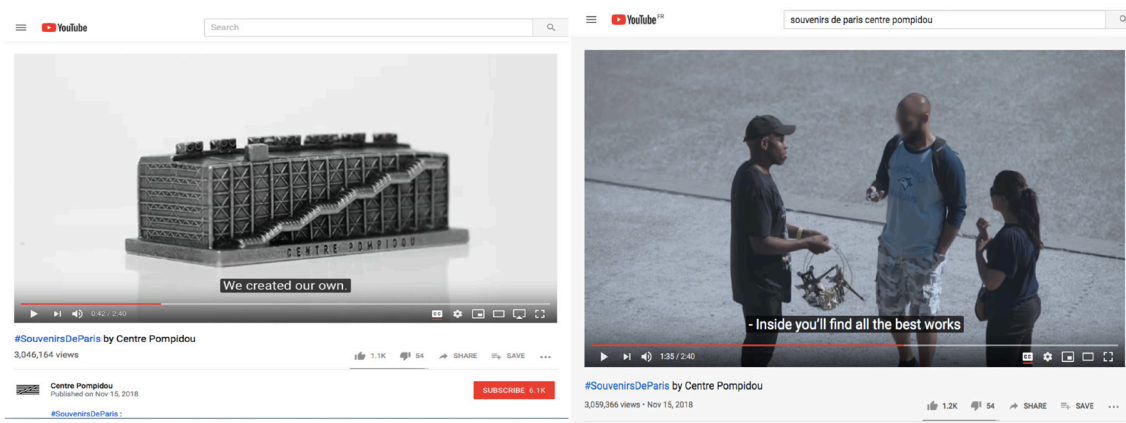 YouTube
Search
CENTRE POMPIDOU
We created our own.
0:42 / 2:40
#SouvenirsDeParis by Centre Pompidou
3,046,164 views
1.1K 54 SHARE SAVE
Centre Pompidou
Published on Nov 15, 2018
SUBSCRIBE 6.1K
#SouvenirsDeParis :
YouTube FR
souvenirs de paris centre pompidou
- Inside you'll find all the best works
1:35 / 2:40
#SouvenirsDeParis by Centre Pompidou
3,059,366 views • Nov 15, 2018
1.2K 54 SHARE SAVE